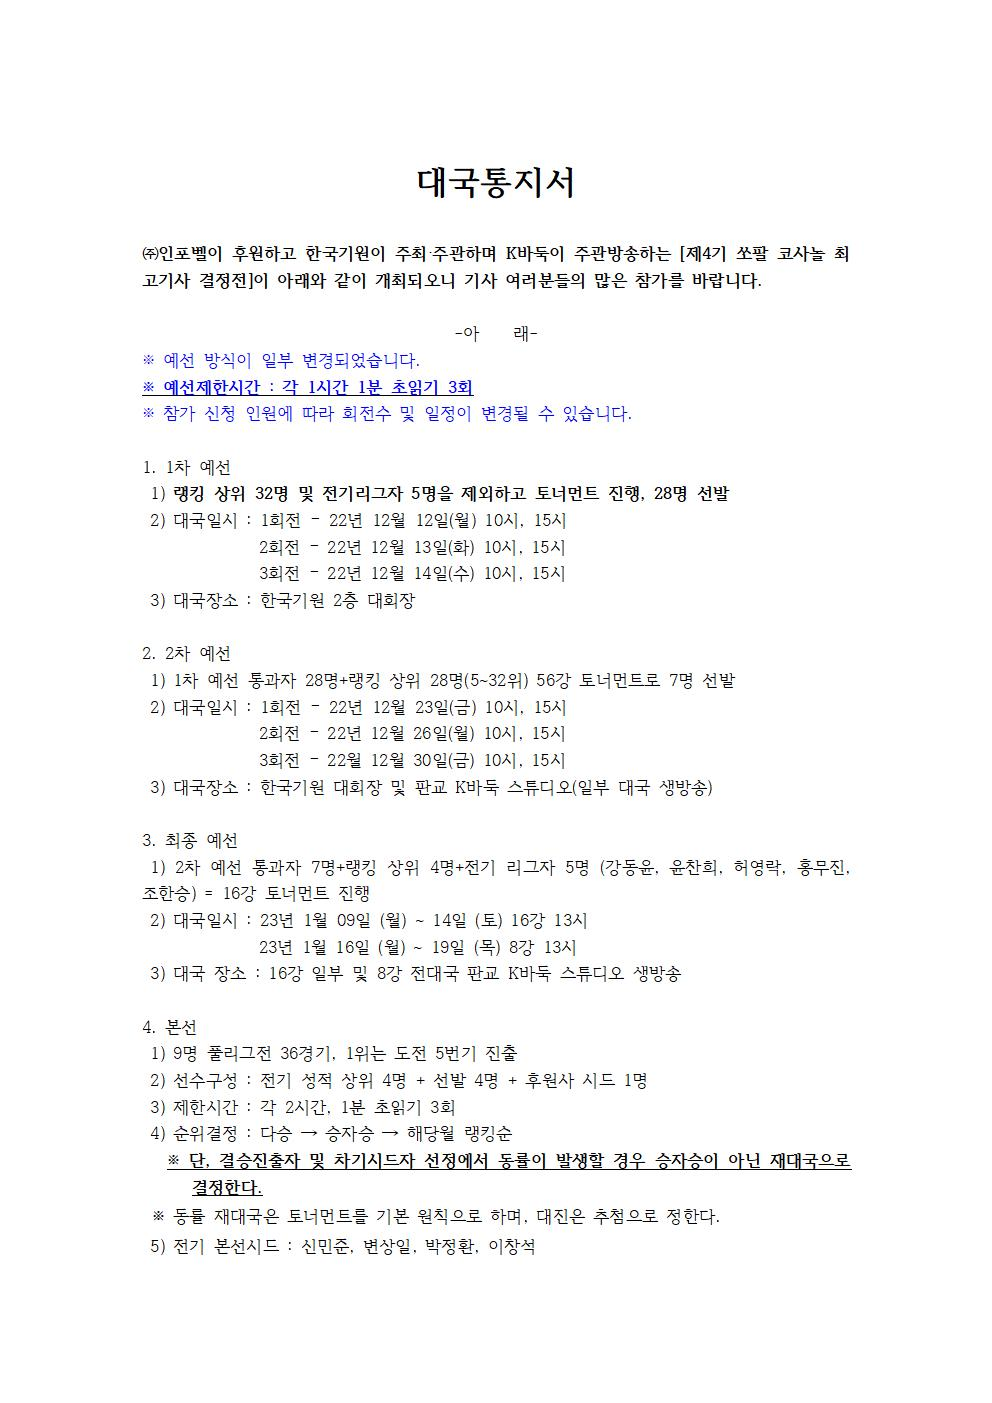 대국통지서
㈜인포벨이 후원하고 한국기원이 주최·주관하며 K바둑이 주관방송하는 [제4기 쏘팔 코사놀 최
고기사 결정전]이 아래와 같이 개최되오니 기사 여러분들의 많은 참가를 바랍니다.
-아 래-
※ 예선 방식이 일부 변경되었습니다.
※ 예선제한시간 : 각 1시간 1분 초읽기 3회
※ 참가 신청 인원에 따라 회전수 및 일정이 변경될 수 있습니다.
1. 1차 예선
1) 랭킹 상위 32명 및 전기리그자 5명을 제외하고 토너먼트 진행, 28명 선발
2) 대국일시 : 1회전 - 22년 12월 12일(월) 10시, 15시
2회전 - 22년 12월 13일(화) 10시, 15시
3회전 - 22년 12월 14일(수) 10시, 15시
3) 대국장소 : 한국기원 2층 대회장
2. 2차 예선
1) 1차 예선 통과자 28명+랭킹 상위 28명(5~32위) 56강 토너먼트로 7명 선발
2) 대국일시 : 1회전 - 22년 12월 23일(금) 10시, 15시
2회전 - 22년 12월 26일(월) 10시, 15시
3회전 - 22월 12월 30일(금) 10시, 15시
3) 대국장소 : 한국기원 대회장 및 판교 K바둑 스튜디오(일부 대국 생방송)
3. 최종 예선
1) 2차 예선 통과자 7명+랭킹 상위 4명+전기 리그자 5명 (강동윤, 윤찬희, 허영락, 홍무진,
조한승) = 16강 토너먼트 진행
2) 대국일시 : 23년 1월 09일 (월) ~ 14일 (토) 16강 13시
23년 1월 16일 (월) ~ 19일 (목) 8강 13시
3) 대국 장소 : 16강 일부 및 8강 전대국 판교 K바둑 스튜디오 생방송
4. 본선
1) 9명 풀리그전 36경기, 1위는 도전 5번기 진출
2) 선수구성 : 전기 성적 상위 4명 + 선발 4명 + 후원사 시드 1명
3) 제한시간 : 각 2시간, 1분 초읽기 3회
4) 순위결정 : 다승 → 승자승 → 해당월 랭킹순
※ 단, 결승진출자 및 차기시드자 선정에서 동률이 발생할 경우 승자승이 아닌 재대국으로
결정한다.
※ 동률 재대국은 토너먼트를 기본 원칙으로 하며, 대진은 추첨으로 정한다.
5) 전기 본선시드 : 신민준, 변상일, 박정환, 이창석